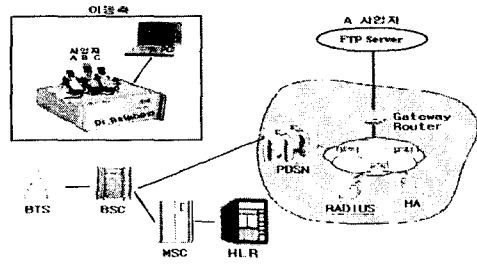 이동측
사업자
A B C
PC
A 사업자
FTP Server
Gateway
Router
PDSN
RADIUS
HA
BTS
BSC
MSC
HLR